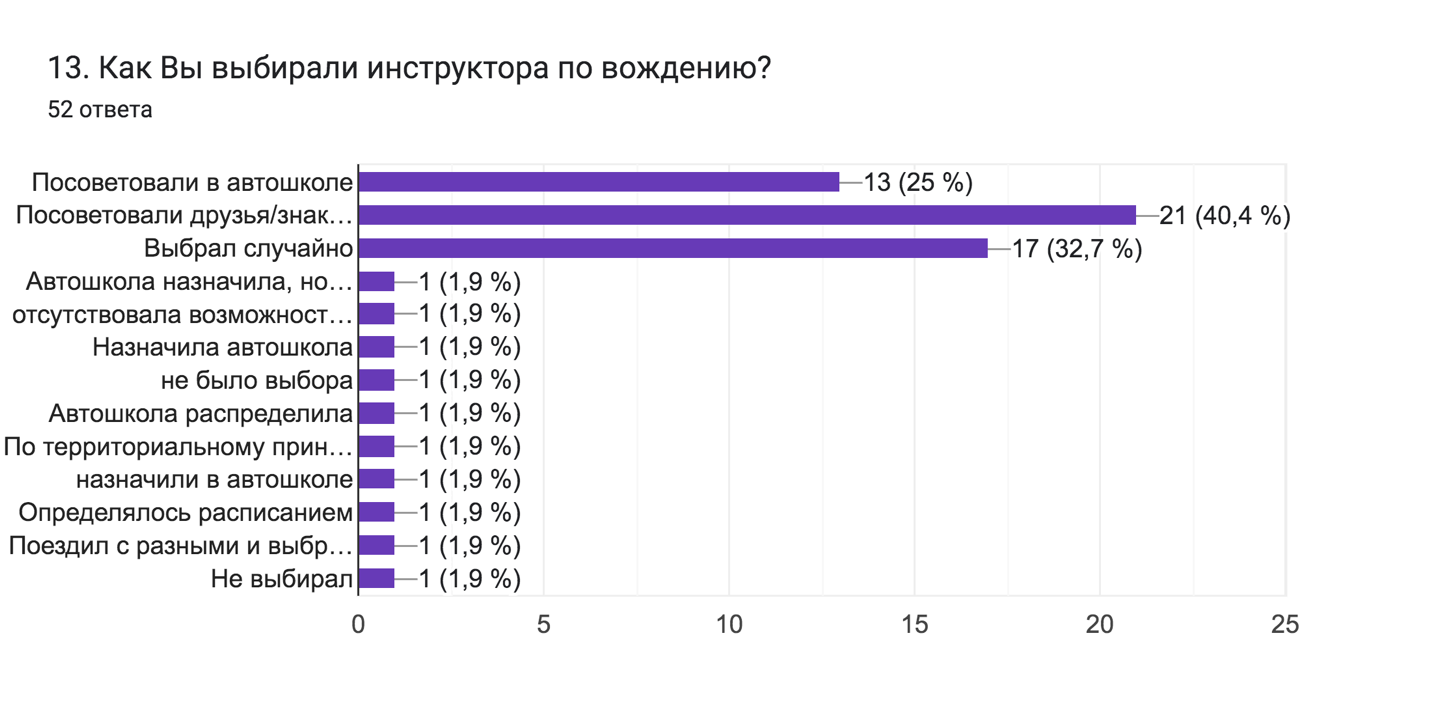 13. Как Вы выбирали инструктора по вождению?
52 ответа
Посоветовали в автошколе 13 (25 %)
Посоветовали друзья/знак… 21 (40,4 %)
Выбрал случайно 17 (32,7 %)
Автошкола назначила, но… 1 (1,9 %)
отсутствовала возможност… 1 (1,9 %)
Назначила автошкола 1 (1,9 %)
не было выбора 1 (1,9 %)
Автошкола распределила 1 (1,9 %)
По территориальному прин… 1 (1,9 %)
назначили в автошколе 1 (1,9 %)
Определялось расписанием 1 (1,9 %)
Поездил с разными и выбр… 1 (1,9 %)
Не выбирал 1 (1,9 %)
0 5 10 15 20 25